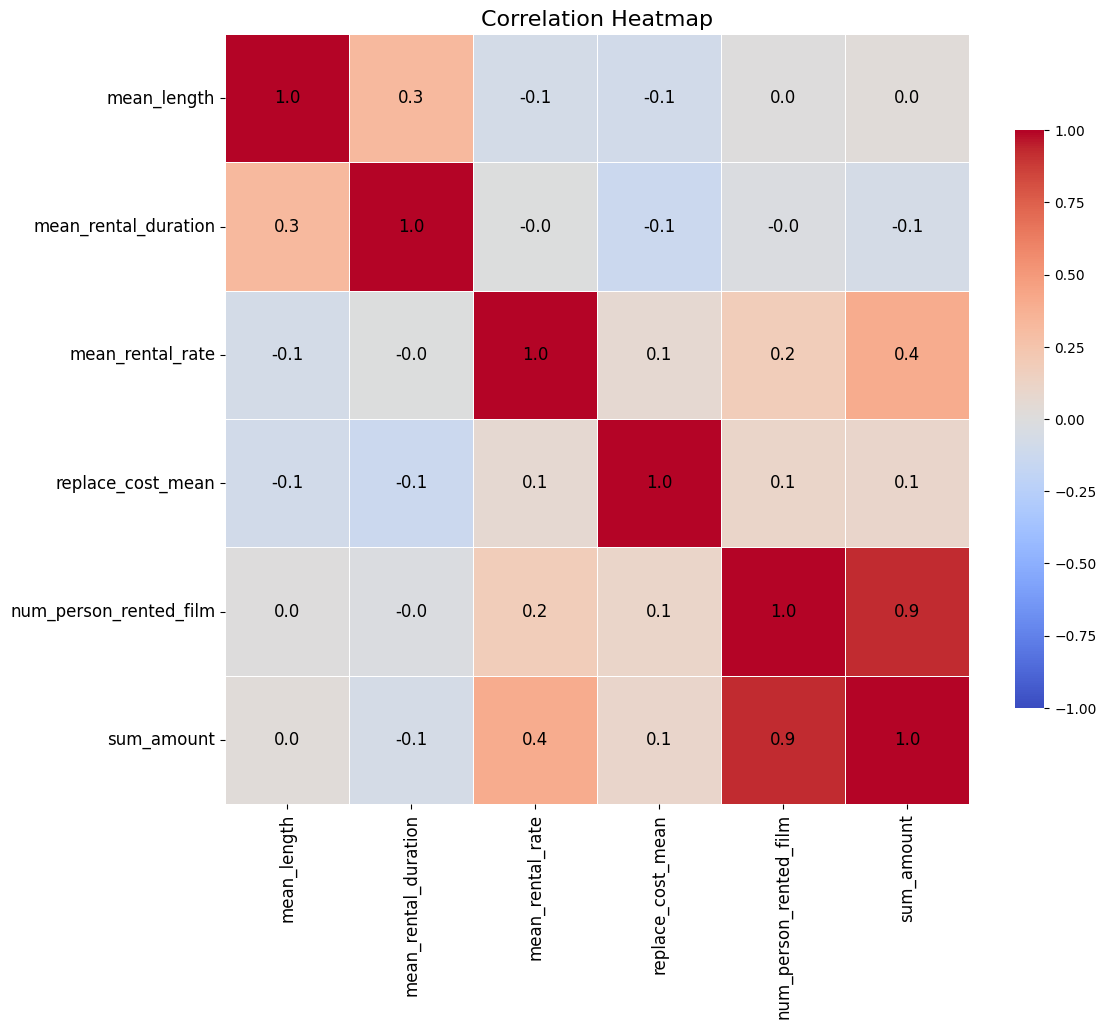 Correlation Heatmap
mean_length 1.0 0.3 -0.1 -0.1 0.0 0.0
mean_rental_duration 0.3 1.0 -0.0 -0.1 -0.0 -0.1
mean_rental_rate -0.1 -0.0 1.0 0.1 0.2 0.4
replace_cost_mean -0.1 -0.1 0.1 1.0 0.1 0.1
num_person_rented_film 0.0 -0.0 0.2 0.1 1.0 0.9
sum_amount 0.0 -0.1 0.4 0.1 0.9 1.0
mean_length
mean_rental_duration
mean_rental_rate
replace_cost_mean
num_person_rented_film
sum_amount
1.00
0.75
0.50
0.25
0.00
−0.25
−0.50
−0.75
−1.00